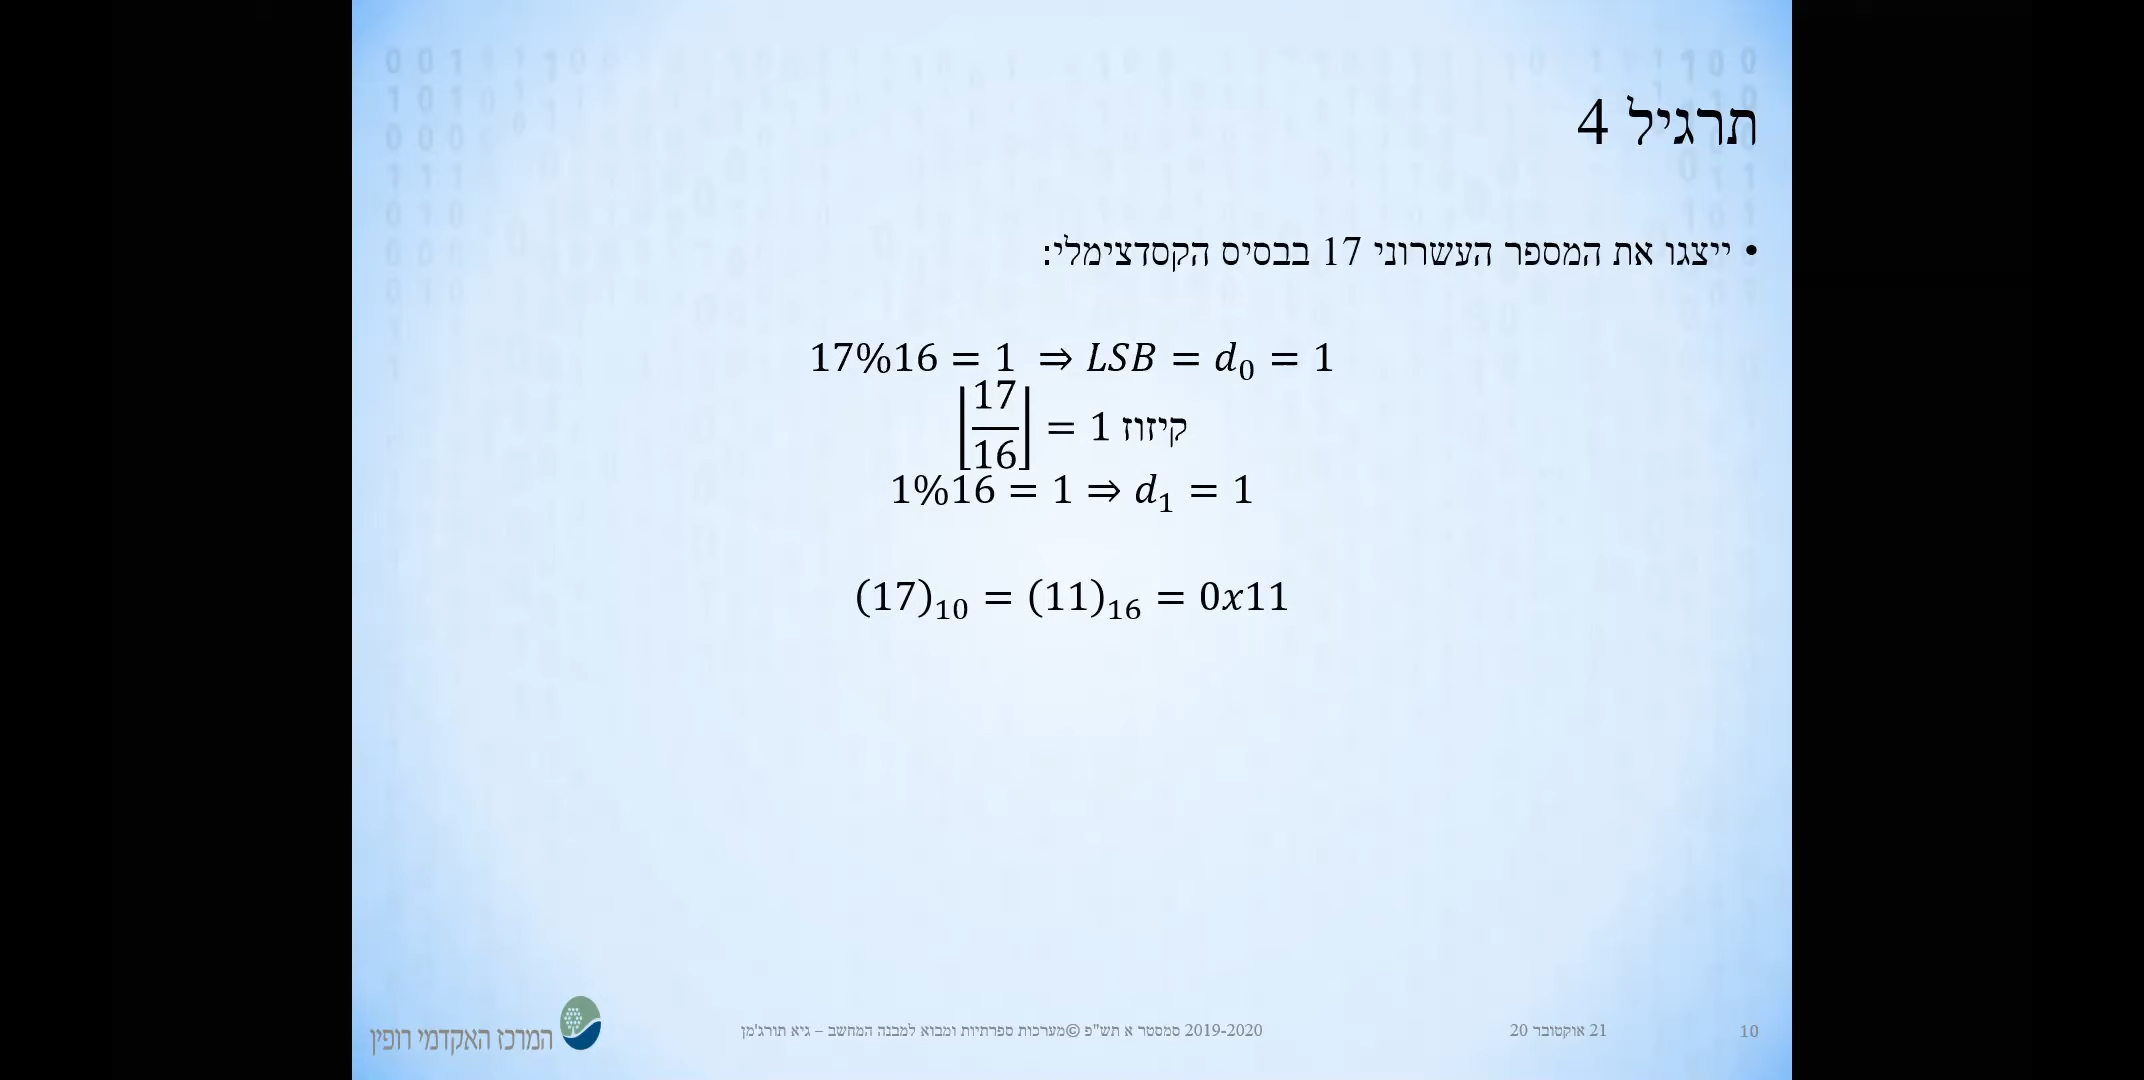 תרגיל 4
• ייצגו את המספר העשרוני 17 בבסיס הקסדצימלי:
17%16 = 1 ⇒ LSB = d₀ = 1
⌊17/16⌋ = 1 קיזוז
1%16 = 1 ⇒ d₁ = 1
(17)₁₀ = (11)₁₆ = 0x11
10
21 אוקטובר 20
2019-2020 סמסטר א תש"פ ©מערכות ספרתיות ומבוא למבנה המחשב – גיא תורג'מן
המרכז האקדמי רופין